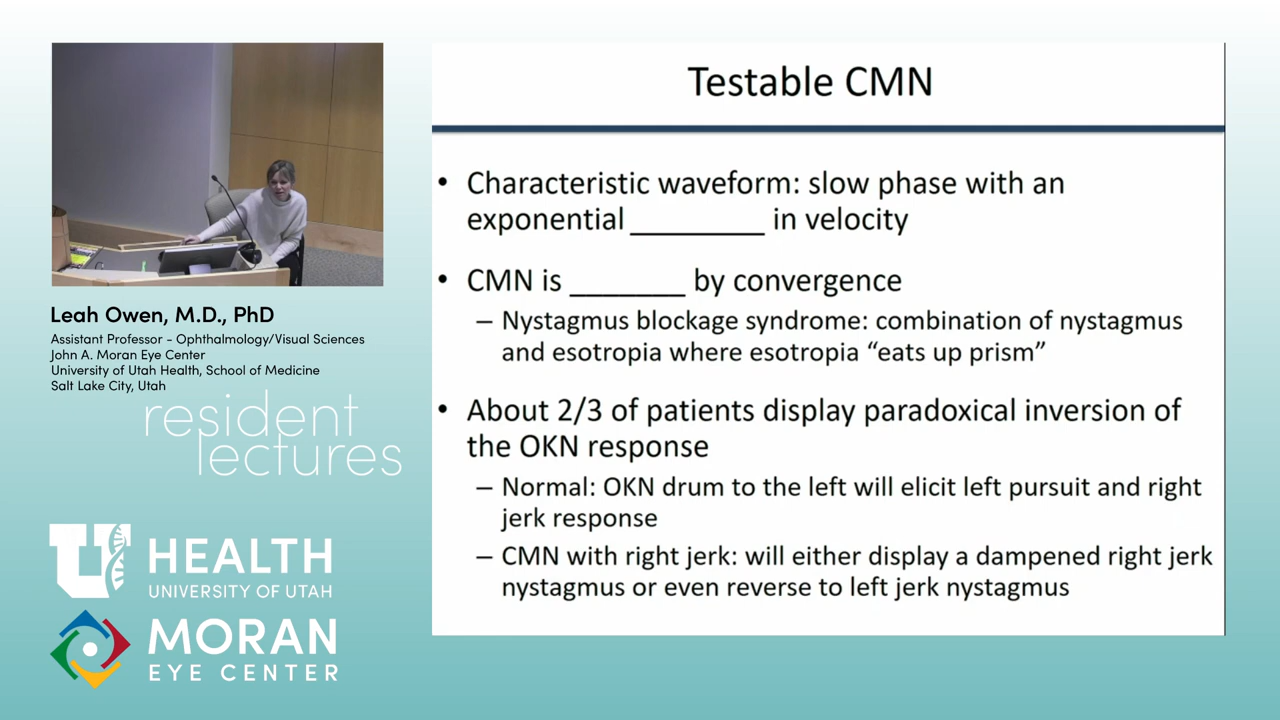 Testable CMN
• Characteristic waveform: slow phase with an
exponential ________ in velocity
• CMN is _______ by convergence
– Nystagmus blockage syndrome: combination of nystagmus
and esotropia where esotropia “eats up prism”
• About 2/3 of patients display paradoxical inversion of
the OKN response
– Normal: OKN drum to the left will elicit left pursuit and right
jerk response
– CMN with right jerk: will either display a dampened right jerk
nystagmus or even reverse to left jerk nystagmus
Leah Owen, M.D., PhD
Assistant Professor - Ophthalmology/Visual Sciences
John A. Moran Eye Center
University of Utah Health, School of Medicine
Salt Lake City, Utah
resident
lectures
U HEALTH
UNIVERSITY OF UTAH
MORAN
EYE CENTER